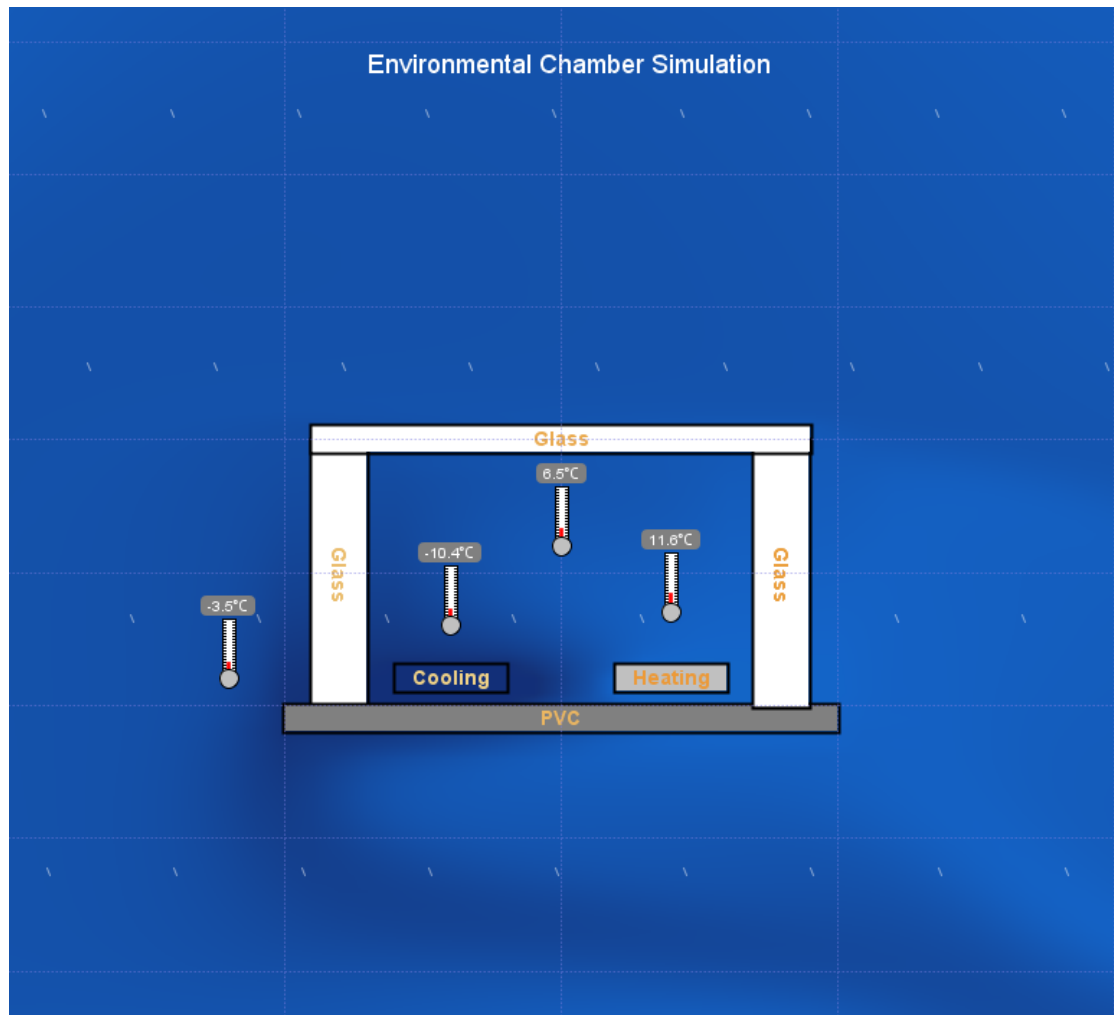 Environmental Chamber Simulation
Glass
6.5°C
-10.4°C
11.6°C
Glass
Glass
-3.5°C
Cooling
Heating
PVC